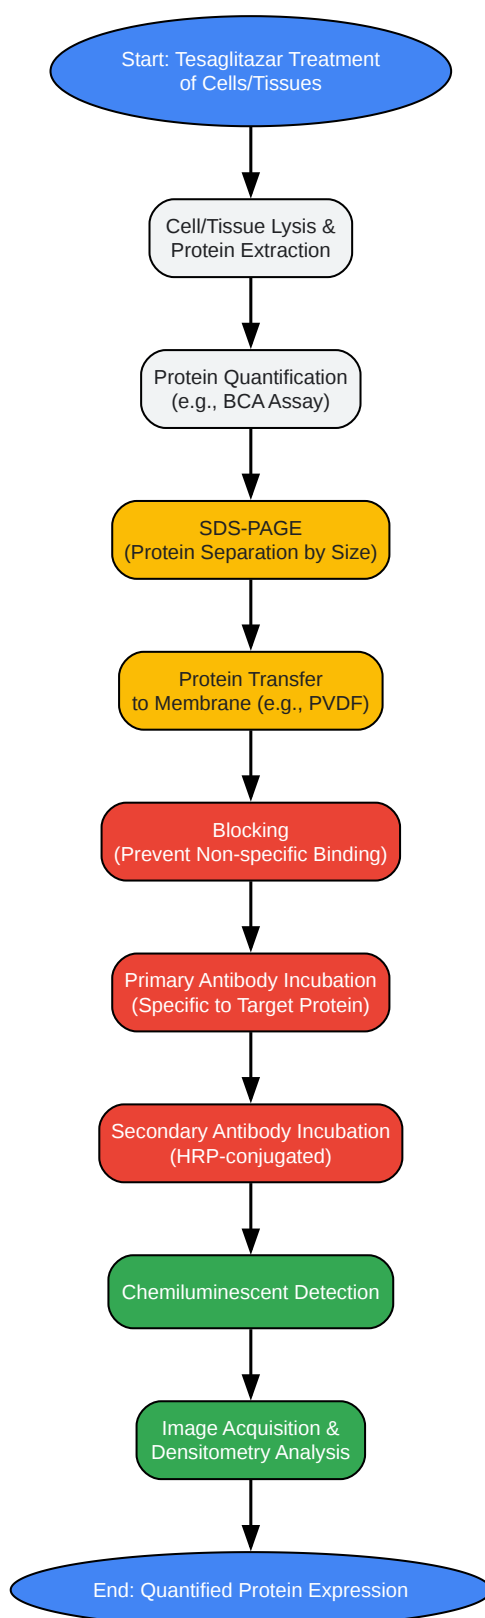 Start: Tesaglitazar Treatment
of Cells/Tissues
Cell/Tissue Lysis &
Protein Extraction
Protein Quantification
(e.g., BCA Assay)
SDS-PAGE
(Protein Separation by Size)
Protein Transfer
to Membrane (e.g., PVDF)
Blocking
(Prevent Non-specific Binding)
Primary Antibody Incubation
(Specific to Target Protein)
Secondary Antibody Incubation
(HRP-conjugated)
Chemiluminescent Detection
Image Acquisition &
Densitometry Analysis
End: Quantified Protein Expression